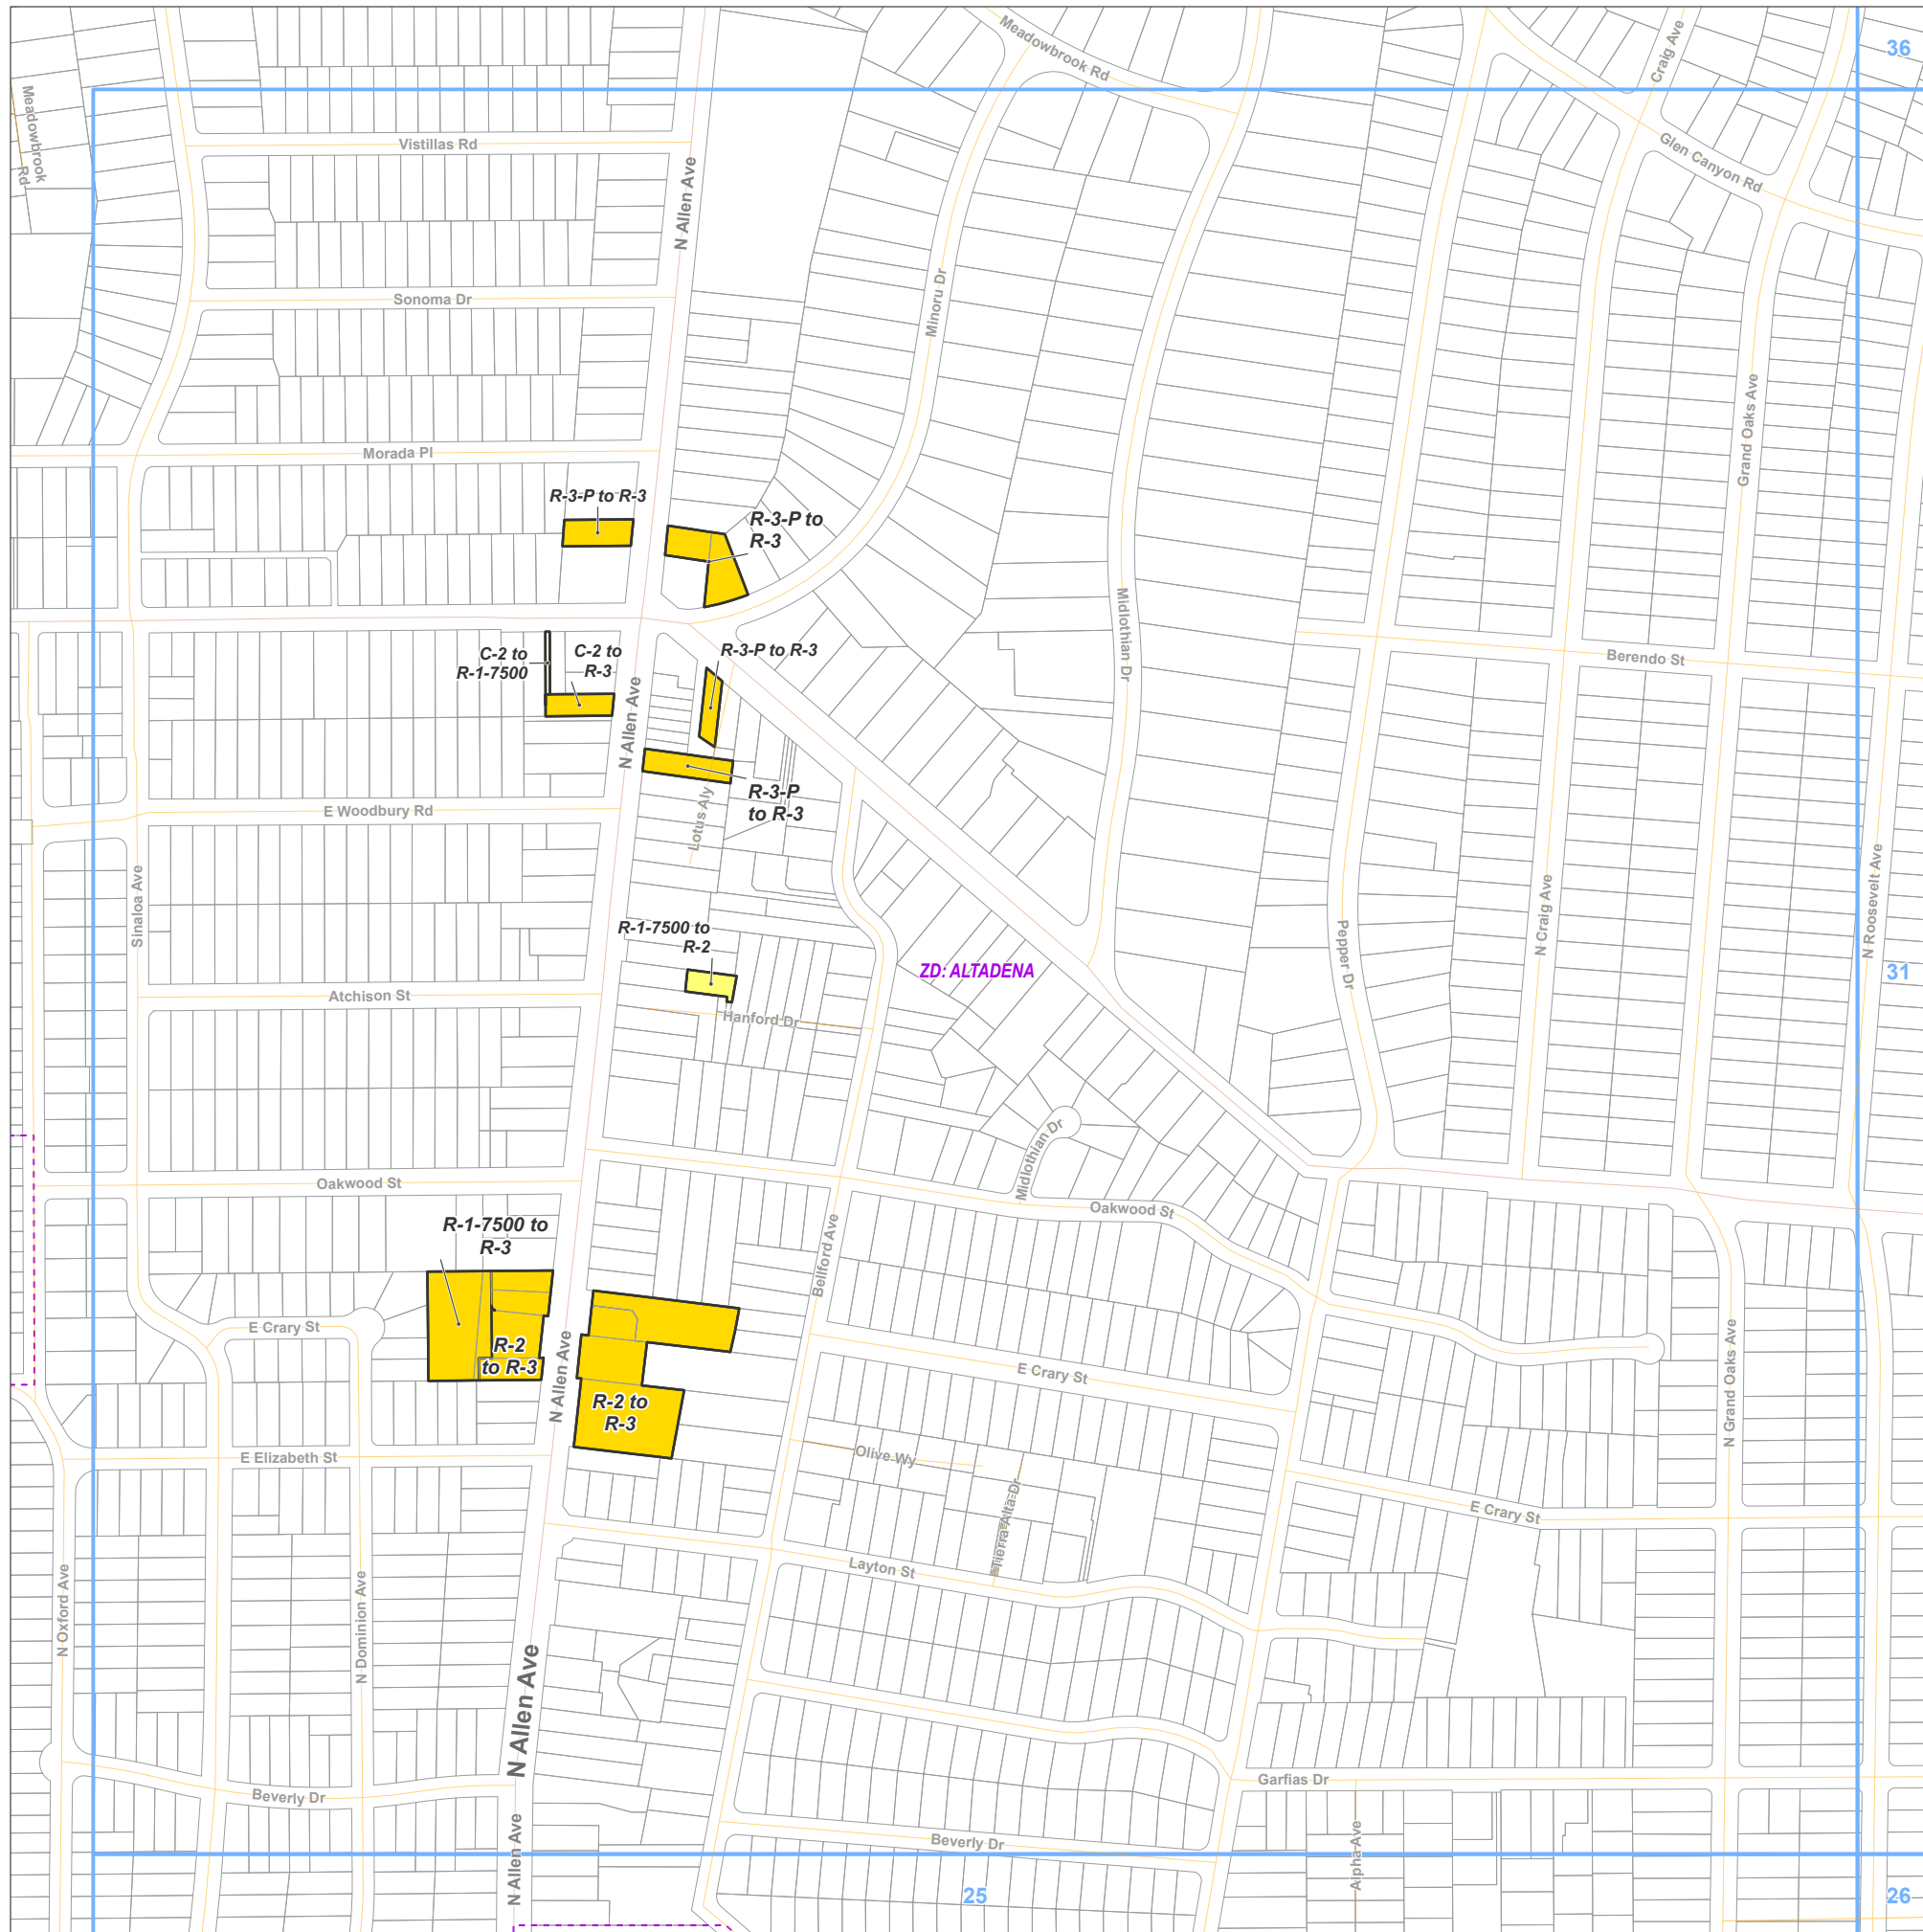 Meadowbrook Rd
Craig Ave
36
Meadowbrook
Rd
Vistillas Rd
Glen Canyon Rd
N Allen Ave
Sonoma Dr
Minoru Dr
Grand Oaks Ave
Morada Pl
R-3-P to R-3
R-3-P to
R-3
Midlothian Dr
C-2 to
R-1-7500
C-2 to
R-3
R-3-P to R-3
Berendo St
N Allen Ave
R-3-P
to R-3
E Woodbury Rd
Lotus Aly
Sinaloa Ave
N Craig Ave
N Roosevelt Ave
R-1-7500 to
R-2
Pepper Dr
ZD: ALTADENA
31
Atchison St
Hanford Dr
Midlothian Dr
Oakwood St
Oakwood St
R-1-7500 to
R-3
Bellford Ave
E Crary St
R-2
to R-3
N Allen Ave
E Crary St
N Grand Oaks Ave
R-2 to
R-3
E Elizabeth St
Olive Wy
Tierra Alta Dr
E Crary St
Layton St
N Oxford Ave
N Dominion Ave
N Allen Ave
Garfias Dr
Beverly Dr
N Allen Ave
Beverly Dr
Alpha Ave
25
26